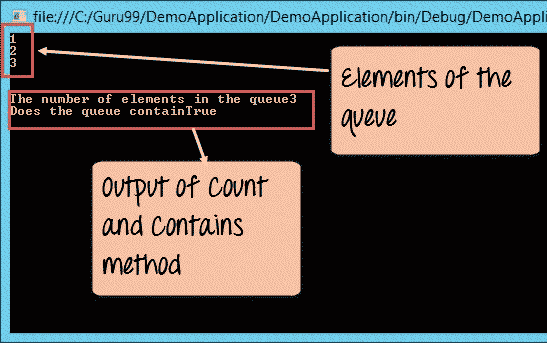 file:///C:/Guru99/DemoApplication/DemoApplication/bin/Debug/DemoAppl
1
2
3
The number of elements in the queue3
Does the queue containTrue
Elements of the
queue
Output of Count
and Contains
method